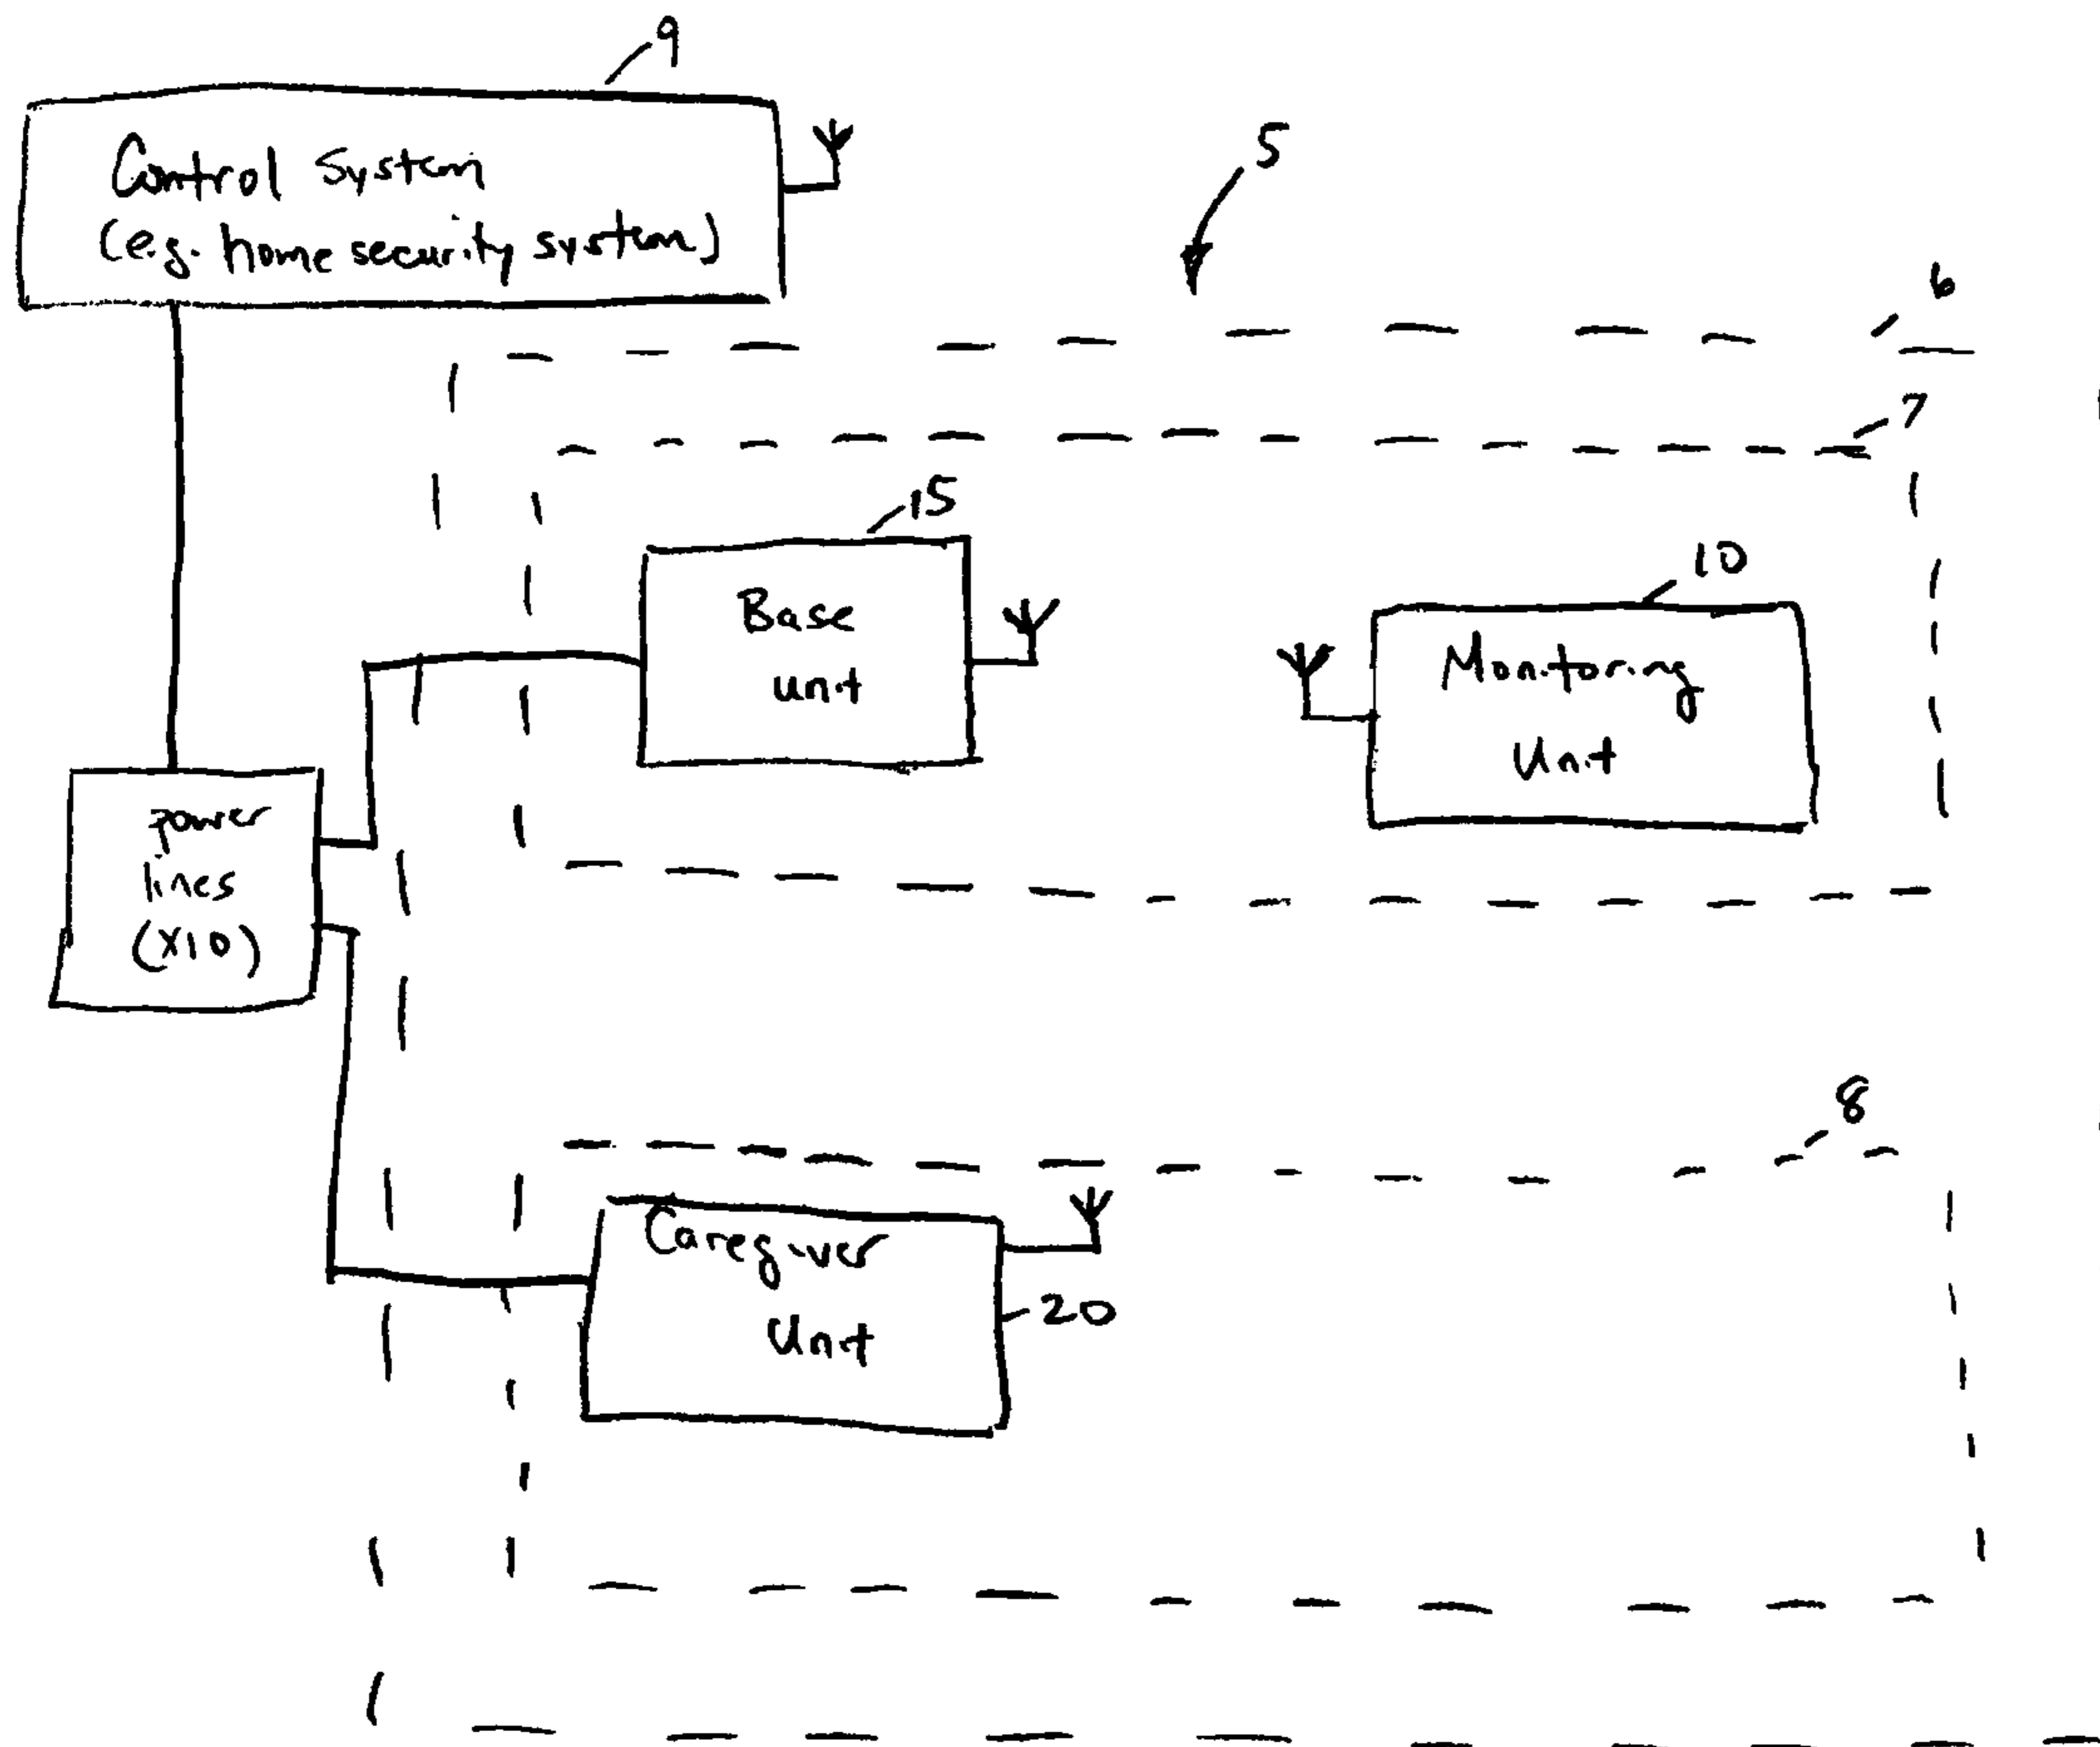 9
Control System
(e.g. home security system)
5
6
7
15
Base
unit
10
Monitoring
Unit
power
lines
(X10)
8
Caregiver
Unit
20